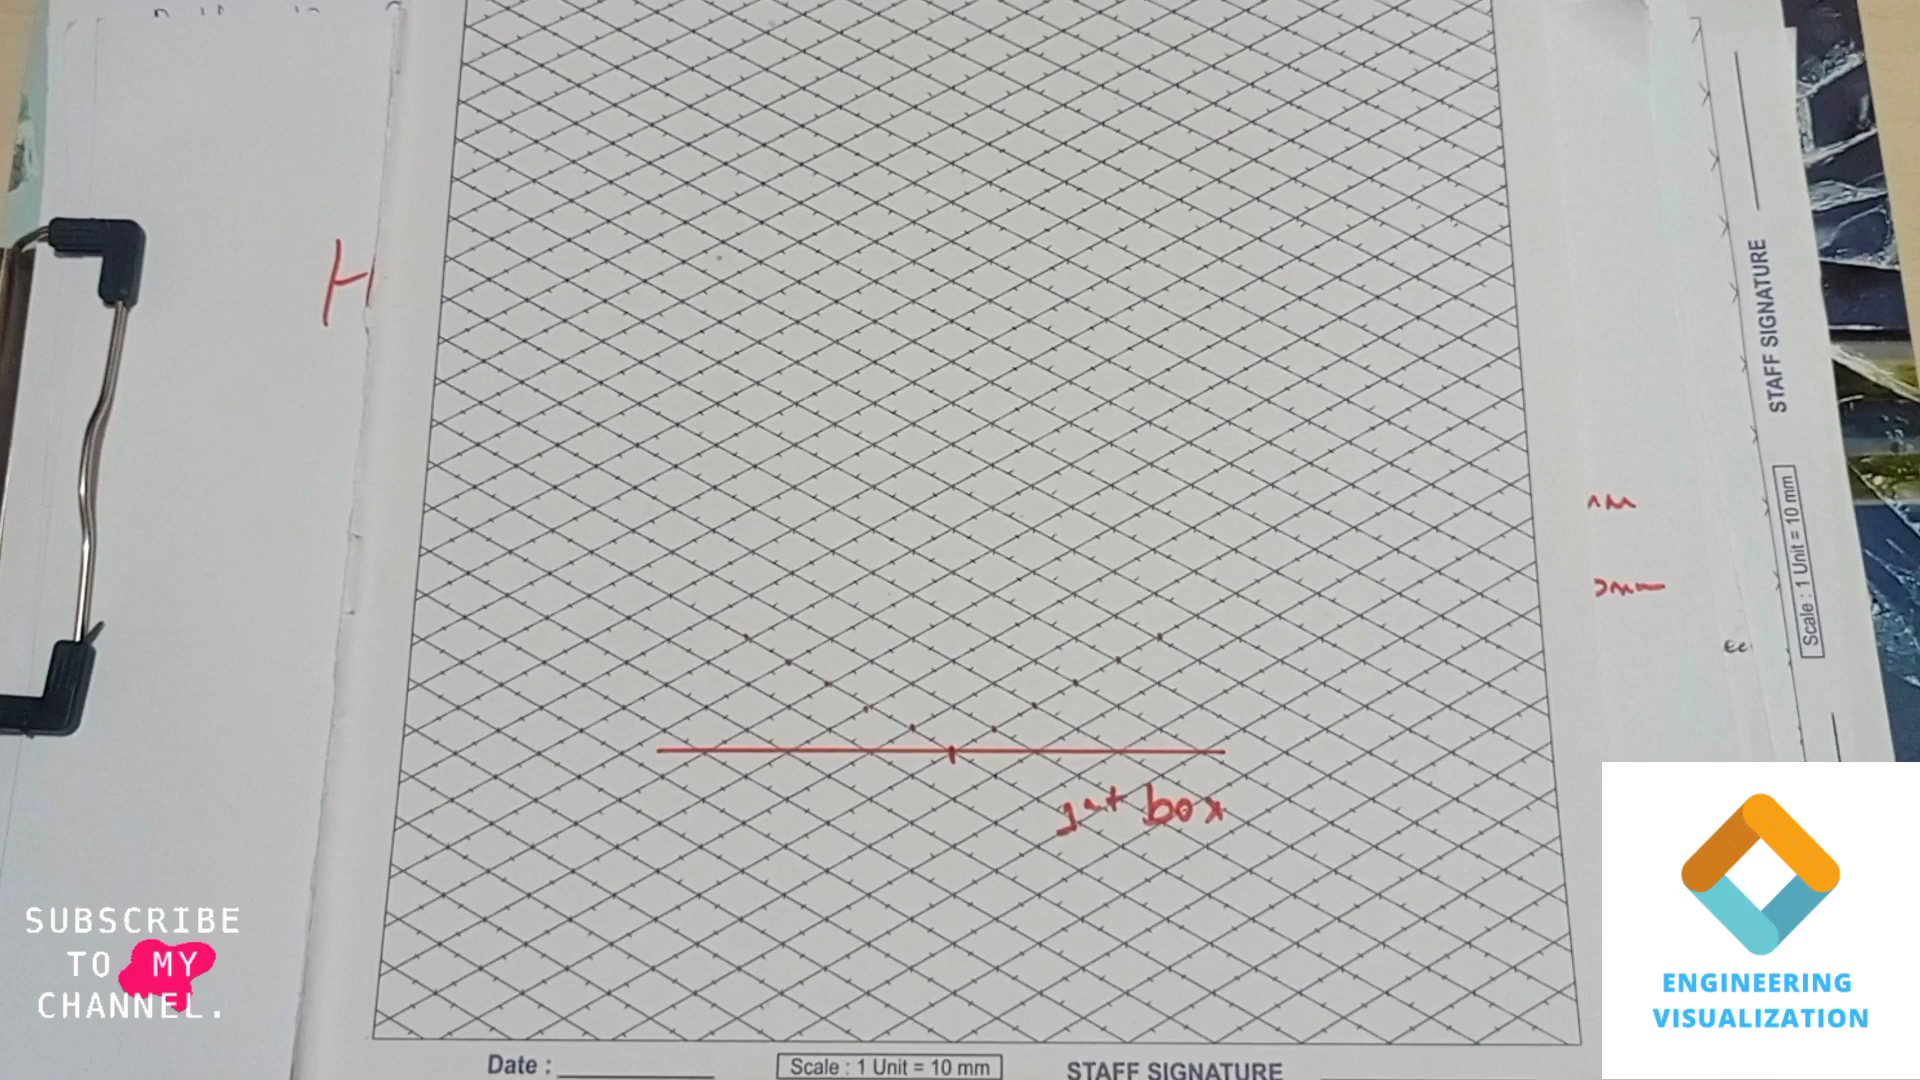 H
mm
STAFF SIGNATURE
Scale : 1 Unit = 10 mm
box
SUBSCRIBE
TO MY
CHANNEL.
ENGINEERING
VISUALIZATION
Date :
Scale : 1 Unit = 10 mm
STAFF SIGNATURE